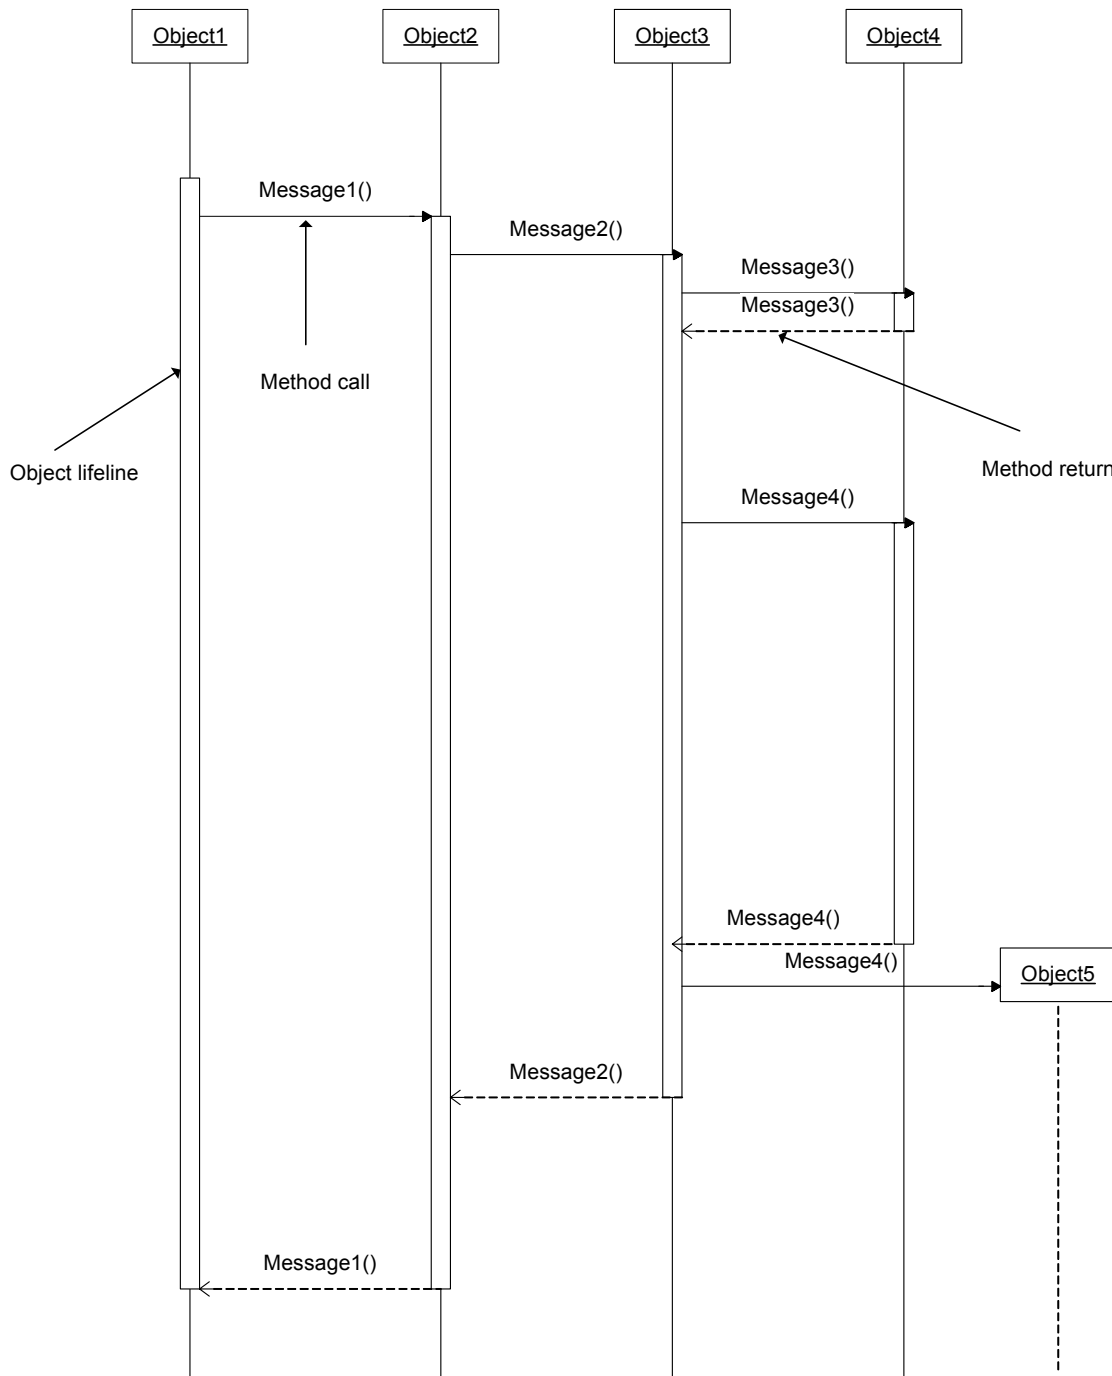 Object1
Object2
Object3
Object4
Message1()
Message2()
Message3()
Message3()
Method call
Object lifeline
Method return
Message4()
Message4()
Message4()
Object5
Message2()
Message1()